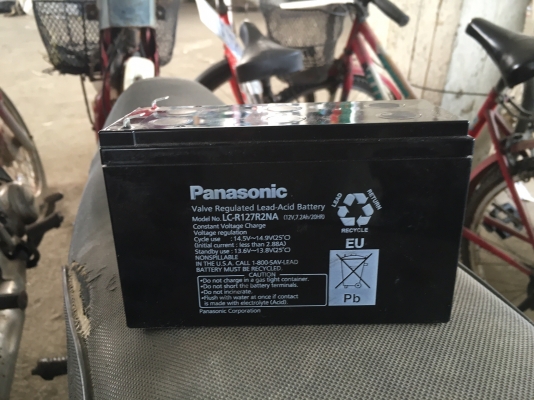 Panasonic
Valve Regulated Lead-Acid Battery
Model No. LC-R127R2NA (12V,7.2Ah/20HR)
Constant Voltage Charge
Voltage regulation
Cycle use : 14.5V~14.9V(25℃)
(Initial current : less than 2.88A)
Standby use : 13.6V~13.8V(25℃)
NONSPILLABLE
IN THE U.S.A. CALL 1-800-SAV-LEAD
BATTERY MUST BE RECYCLED.
CAUTION
•Do not charge in a gas tight container.
•Do not short the battery terminals.
•Do not incinerate.
•Flush with water at once if contact
is made with electrolyte (Acid).
Panasonic Corporation
LEAD
RETURN
RECYCLE
EU
Pb